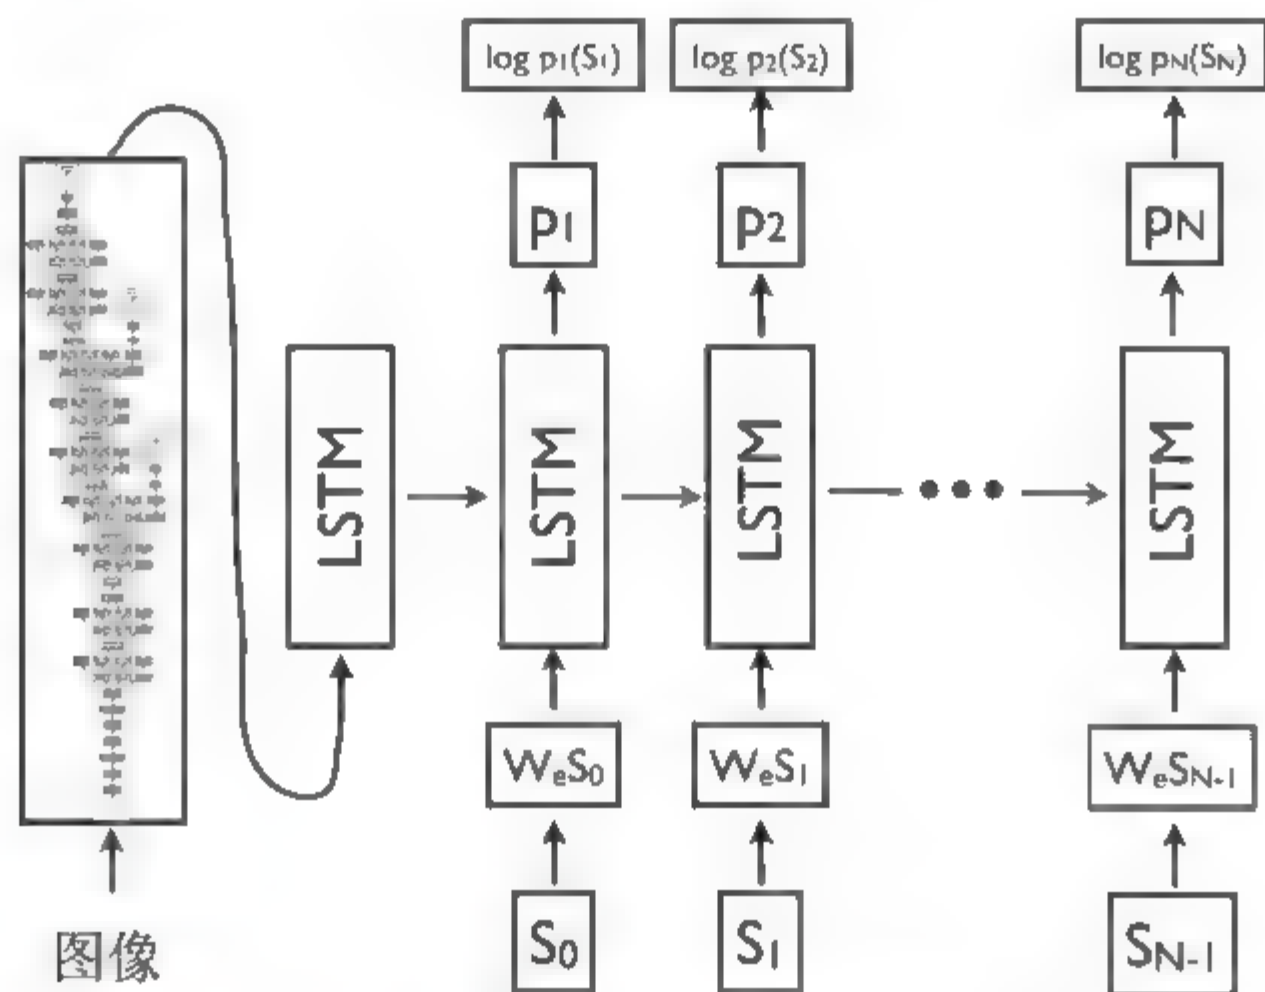 log p1(S1) log p2(S2) log pN(SN)
p1 p2 pN
LSTM LSTM LSTM LSTM
WeS0 WeS1 WeSN-1
S0 S1 SN-1
图像